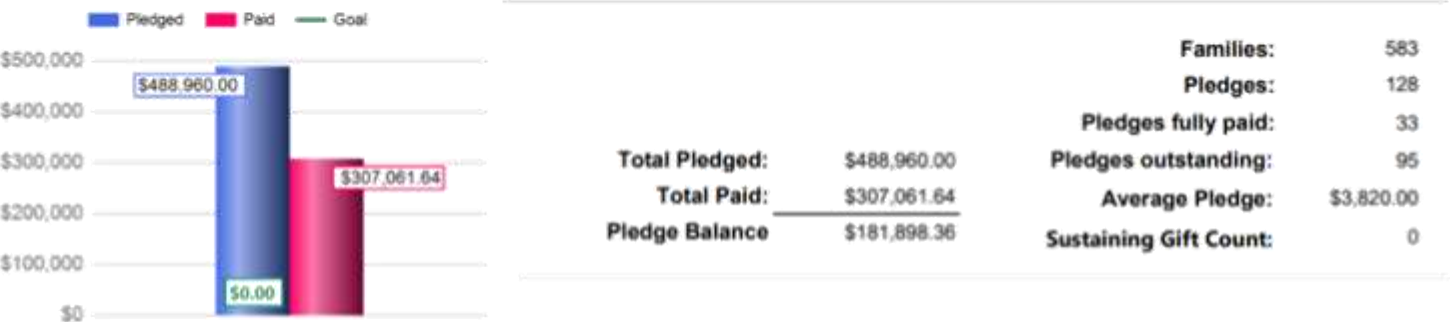 Pledged Paid Goal
$500,000
$400,000
$300,000
$200,000
$100,000
$0
$488,960.00
$307,061.64
$0.00
Total Pledged: $488,960.00
Total Paid: $307,061.64
Pledge Balance $181,898.36
Families: 583
Pledges: 128
Pledges fully paid: 33
Pledges outstanding: 95
Average Pledge: $3,820.00
Sustaining Gift Count: 0